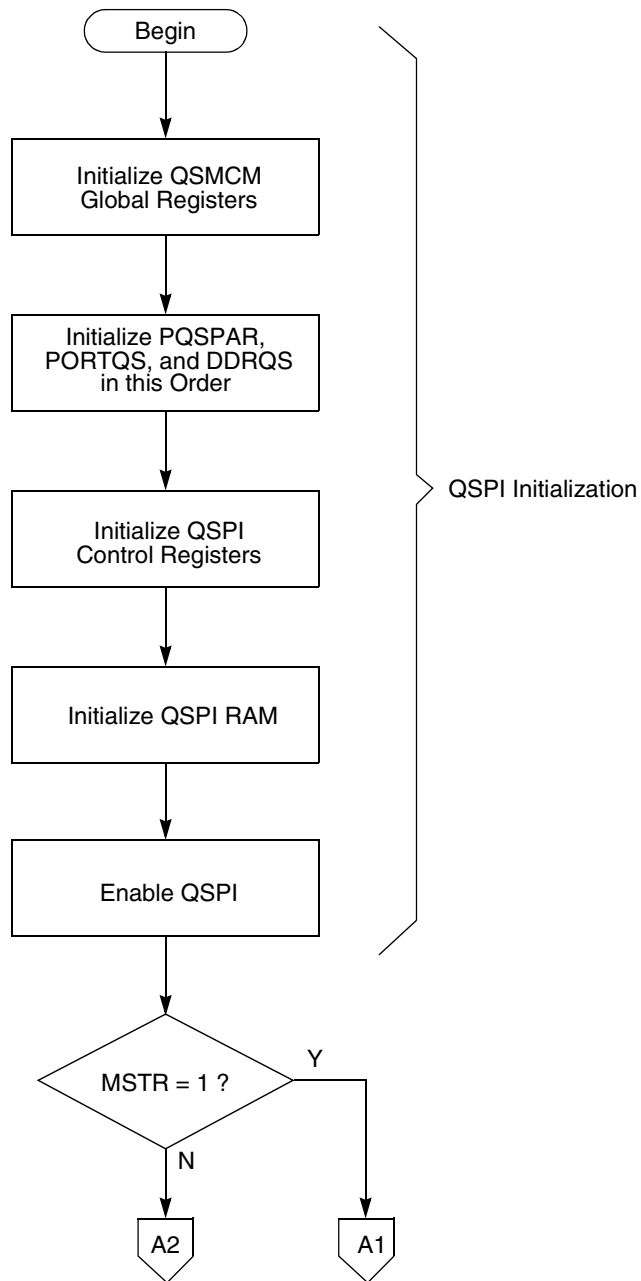 Begin
Initialize QSMCM
Global Registers
Initialize PQSPAR,
PORTQS, and DDRQS
in this Order
QSPI Initialization
Initialize QSPI
Control Registers
Initialize QSPI RAM
Enable QSPI
MSTR = 1 ?
Y
N
A2
A1